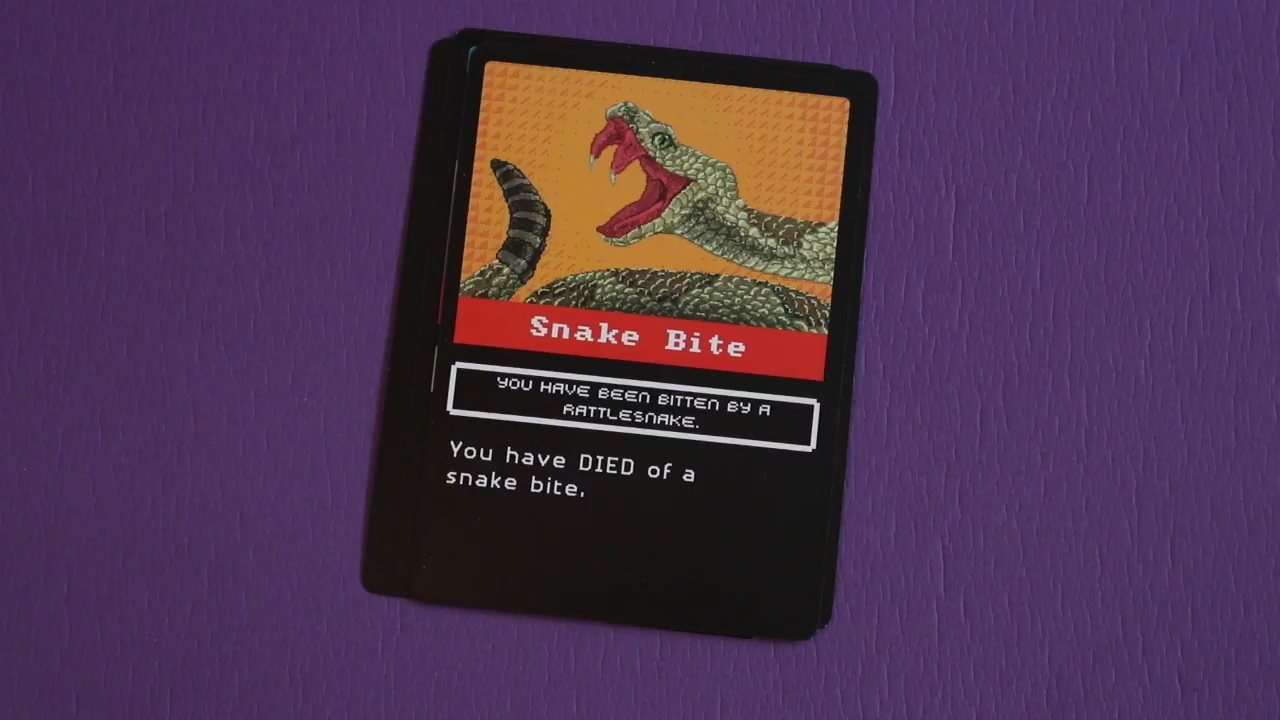 Snake Bite
YOU HAVE BEEN BITTEN BY A
RATTLESNAKE.
You have DIED of a
snake bite.